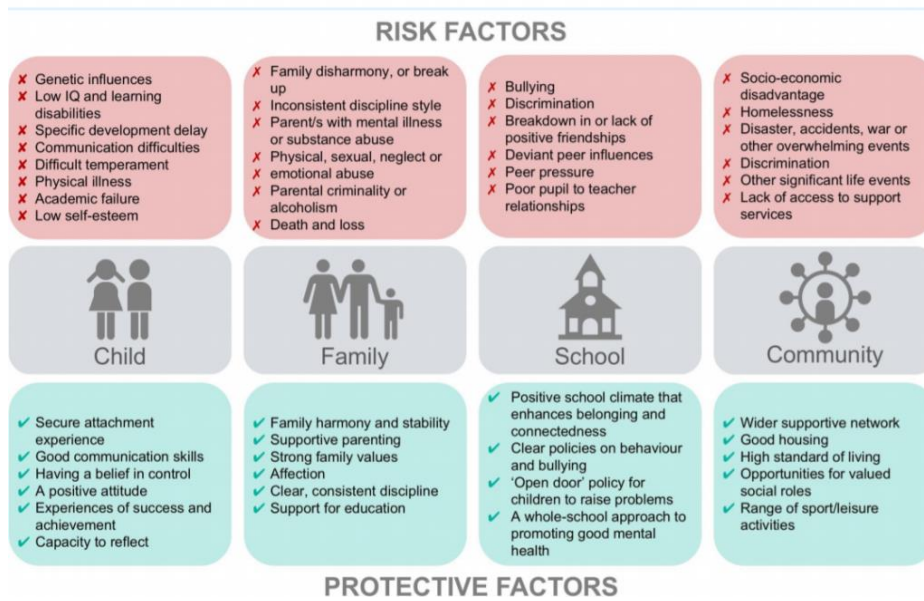 RISK FACTORS
✗ Genetic influences
✗ Low IQ and learning
disabilities
✗ Specific development delay
✗ Communication difficulties
✗ Difficult temperament
✗ Physical illness
✗ Academic failure
✗ Low self-esteem
✗ Family disharmony, or break
up
✗ Inconsistent discipline style
✗ Parent/s with mental illness
or substance abuse
✗ Physical, sexual, neglect or
✗ emotional abuse
✗ Parental criminality or
alcoholism
✗ Death and loss
✗ Bullying
✗ Discrimination
✗ Breakdown in or lack of
positive friendships
✗ Deviant peer influences
✗ Peer pressure
✗ Poor pupil to teacher
relationships
✗ Socio-economic
disadvantage
✗ Homelessness
✗ Disaster, accidents, war or
other overwhelming events
✗ Discrimination
✗ Other significant life events
✗ Lack of access to support
services
Child
Family
School
Community
✔ Secure attachment
experience
✔ Good communication skills
✔ Having a belief in control
✔ A positive attitude
✔ Experiences of success and
achievement
✔ Capacity to reflect
✔ Family harmony and stability
✔ Supportive parenting
✔ Strong family values
✔ Affection
✔ Clear, consistent discipline
✔ Support for education
✔ Positive school climate that
enhances belonging and
connectedness
✔ Clear policies on behaviour
and bullying
✔ ‘Open door’ policy for
children to raise problems
✔ A whole-school approach to
promoting good mental
health
✔ Wider supportive network
✔ Good housing
✔ High standard of living
✔ Opportunities for valued
social roles
✔ Range of sport/leisure
activities
PROTECTIVE FACTORS